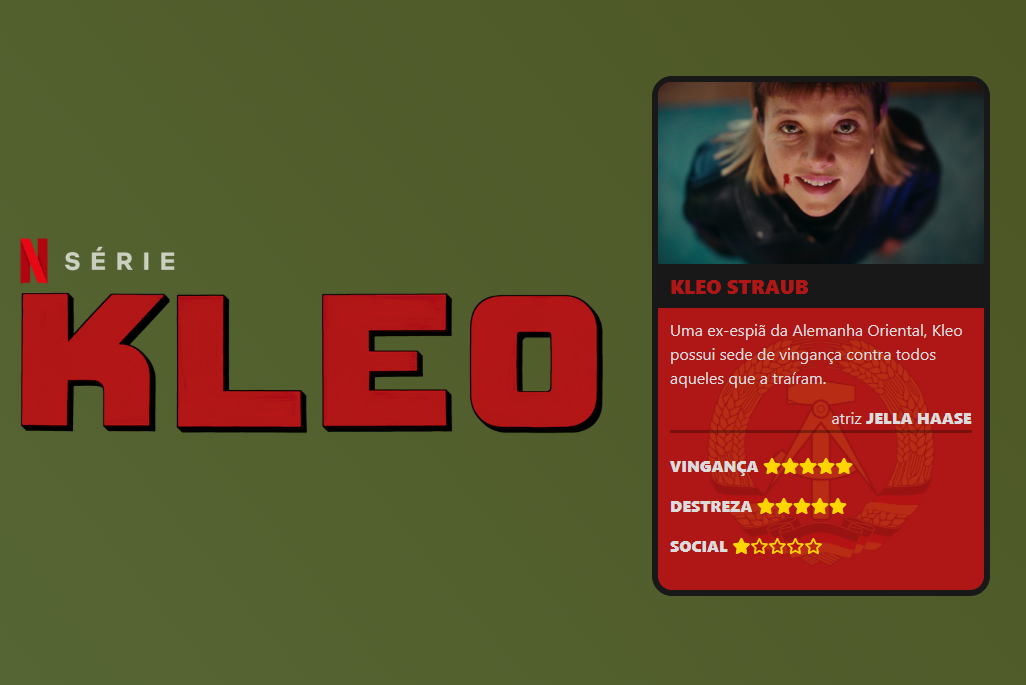 N SÉRIE
KLEO
KLEO STRAUB
Uma ex-espiã da Alemanha Oriental, Kleo
possui sede de vingança contra todos
aqueles que a traíram.
atriz JELLA HAASE
VINGANÇA
DESTREZA
SOCIAL